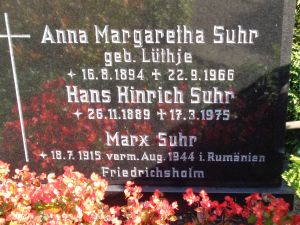 Anna Margaretha Suhr
geb. Lüthje
+ 16.8.1894 ‡ 22.9.1966
Hans Hinrich Suhr
+ 26.11.1889 ‡ 17.3.1975
Marx Suhr
+ 18.7.1915 verm. Aug. 1944 i. Rumänian
Friedrichsholm